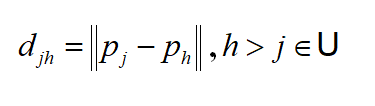 d_{jh} = ‖p_j − p_h‖, h > j ∈ U